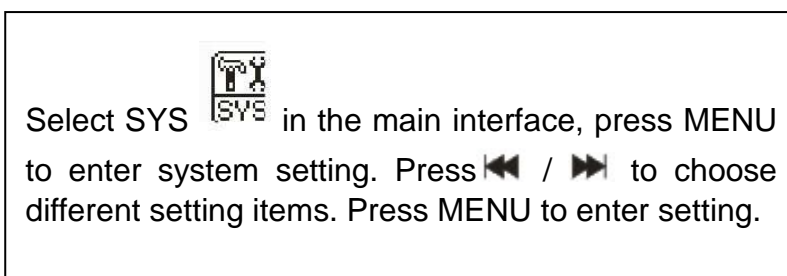 Select SYS SYS in the main interface, press MENU
to enter system setting. Press ⏮ / ⏭ to choose
different setting items. Press MENU to enter setting.